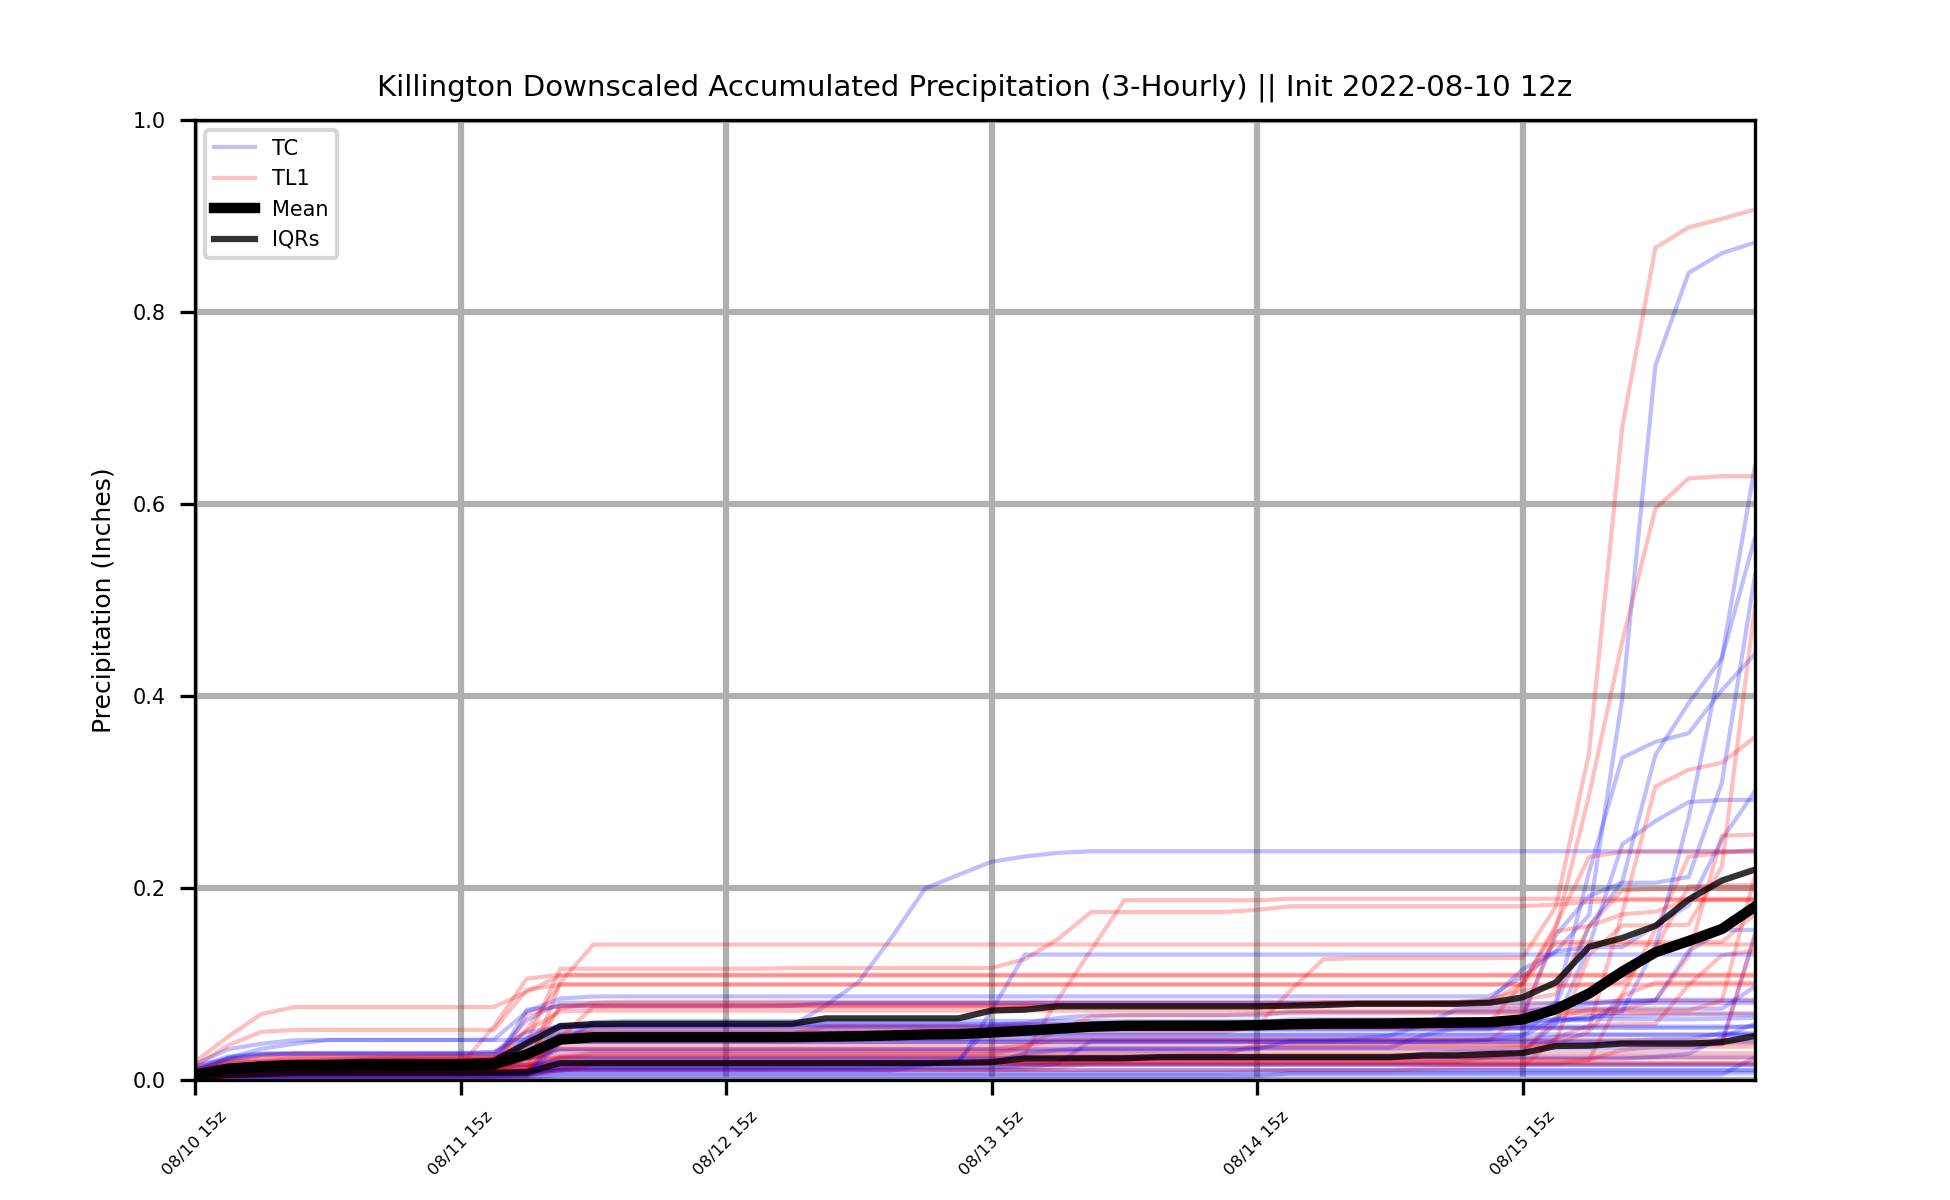 Killington Downscaled Accumulated Precipitation (3-Hourly) || Init 2022-08-10 12z
1.0
0.8
0.6
0.4
0.2
0.0
Precipitation (Inches)
TC
TL1
Mean
IQRs
08/10 15z
08/11 15z
08/12 15z
08/13 15z
08/14 15z
08/15 15z